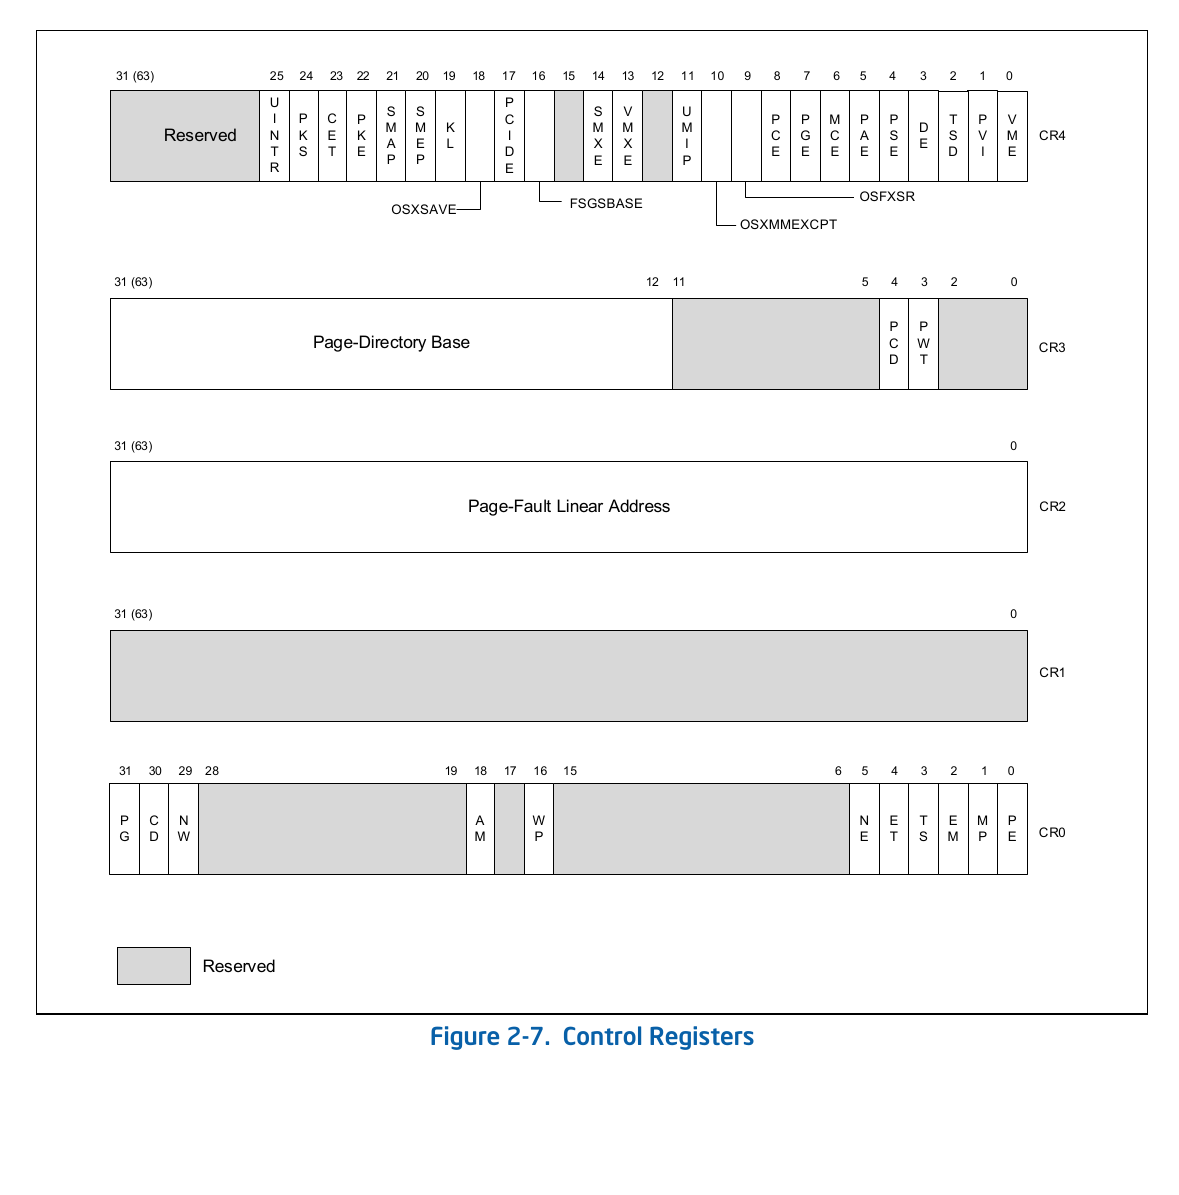 31 (63) 25 24 23 22 21 20 19 18 17 16 15 14 13 12 11 10 9 8 7 6 5 4 3 2 1 0
Reserved UINTR PKS CET PKE SMAP SMEP KL PCIDE SMXE VMXE UMIP PCE PGE MCE PAE PSE DE TSD PVI VME CR4
OSXSAVE FSGSBASE OSFXSR
OSXMMEXCPT
31 (63) 12 11 5 4 3 2 0
Page-Directory Base PCD PWT CR3
31 (63) 0
Page-Fault Linear Address CR2
31 (63) 0
CR1
31 30 29 28 19 18 17 16 15 6 5 4 3 2 1 0
PG CD NW AM WP NE ET TS EM MP PE CR0
Reserved
Figure 2-7. Control Registers